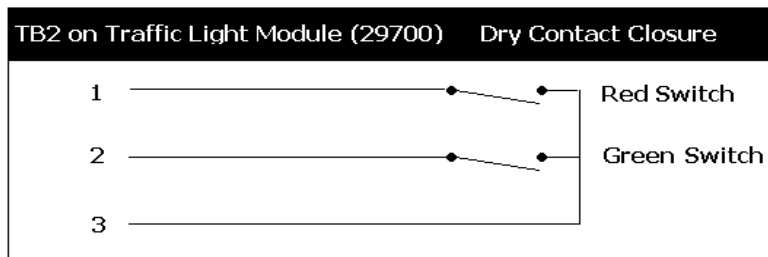 TB2 on Traffic Light Module (29700) Dry Contact Closure
1 Red Switch
2 Green Switch
3